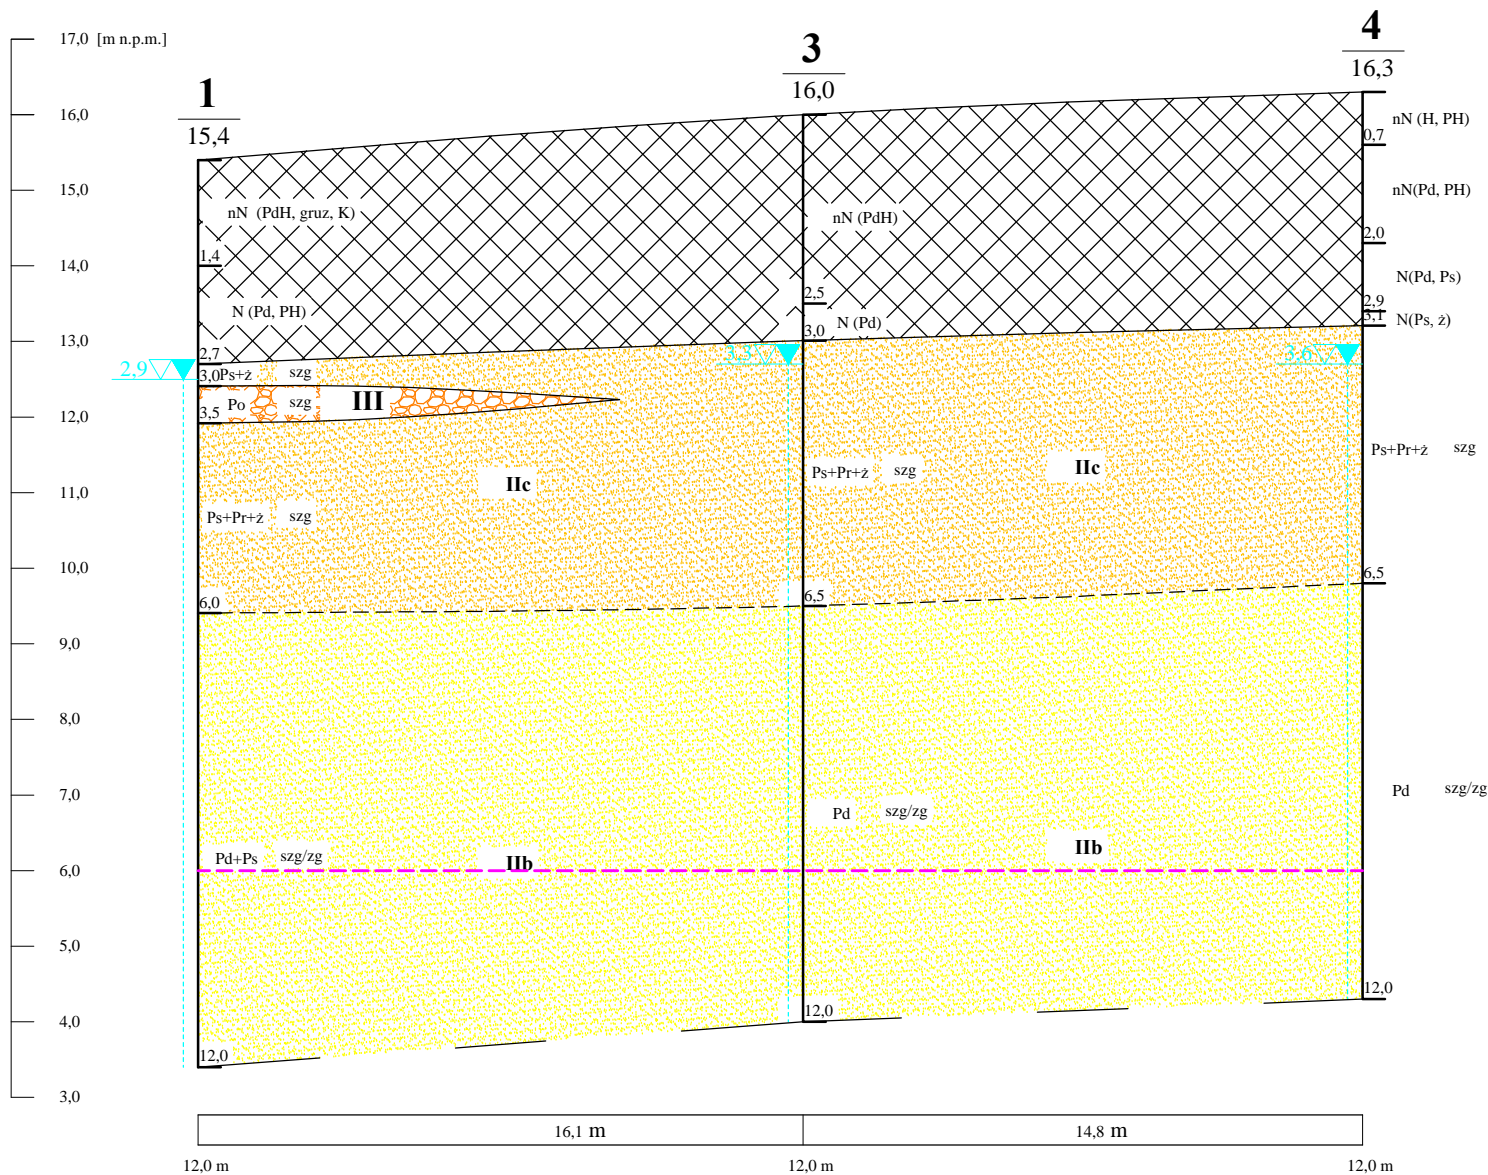 17,0 [m n.p.m.]
16,0
15,0
14,0
13,0
12,0
11,0
10,0
9,0
8,0
7,0
6,0
5,0
4,0
3,0
1
15,4
nN (PdH, gruz, K)
1,4
N (Pd, PH)
2,7
2,9
Ps+ż szg
3,0
Po szg III
3,5
IIc
Ps+Pr+ż szg
6,0
Pd+Ps szg/zg
IIb
12,0
3
16,0
nN (PdH)
2,5
N (Pd)
3,0
3,3
Ps+Pr+ż szg
IIc
6,5
Pd szg/zg
IIb
12,0
4
16,3
nN (H, PH)
0,7
nN(Pd, PH)
2,0
N(Pd, Ps)
2,9
3,1
N(Ps, ż)
3,6
Ps+Pr+ż szg
6,5
Pd szg/zg
12,0
16,1 m
14,8 m
12,0 m
12,0 m
12,0 m